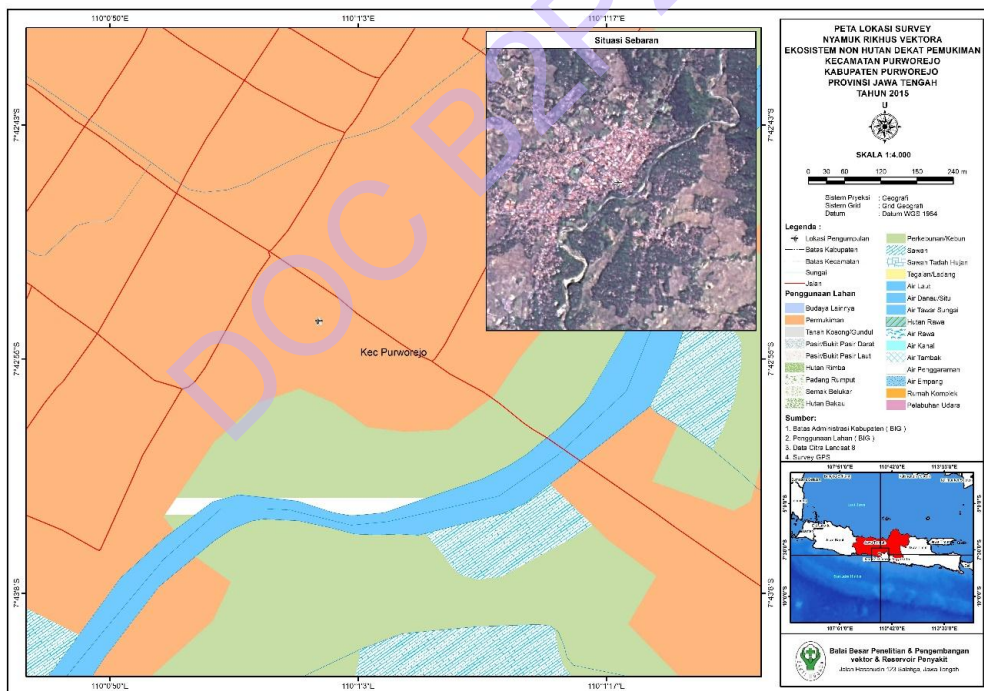 110°0'50"E
110°1'3"E
110°1'17"E
7°42'43"S
7°42'43"S
7°42'56"S
7°42'56"S
7°43'8"S
7°43'8"S
110°0'50"E
110°1'3"E
110°1'17"E
Situasi Sebaran
Kec Purworejo
DOC B2P2
PETA LOKASI SURVEY
NYAMUK RIKHUS VEKTORA
EKOSISTEM NON HUTAN DEKAT PEMUKIMAN
KECAMATAN PURWOREJO
KABUPATEN PURWOREJO
PROVINSI JAWA TENGAH
TAHUN 2015
U
SKALA 1:4.000
0 30 60 120 180 240 m
Sistem Proyeksi : Geografi
Sistem Grid : Grid Geografi
Datum : Datum WGS 1984
Legenda :
Lokasi Pengumpulan
Batas Kabupaten
Batas Kecamatan
Sungai
Jalan
Penggunaan Lahan
Budaya Lainnya
Permukiman
Tanah Kosong/Gundul
Pasir/Bukit Pasir Darat
Pasir/Bukit Pasir Laut
Hutan Rimba
Padang Rumput
Semak Belukar
Hutan Bakau
Perkebunan/Kebun
Sawah
Sawah Tadah Hujan
Tegalan/Ladang
Air Laut
Air Danau/Situ
Air Tawar Sungai
Hutan Rawa
Air Rawa
Air Kanal
Air Tambak
Air Penggaraman
Air Empang
Rumah Komplek
Pelabuhan Udara
Sumber:
1. Batas Administrasi Kabupaten ( BIG )
2. Penggunaan Lahan ( BIG )
3. Data Citra Landsat 8
4. Survey GPS
Balai Besar Penelitian & Pengembangan
vektor & Reservoir Penyakit
Jalan Hasanudin 123 Salatiga, Jawa Tengah